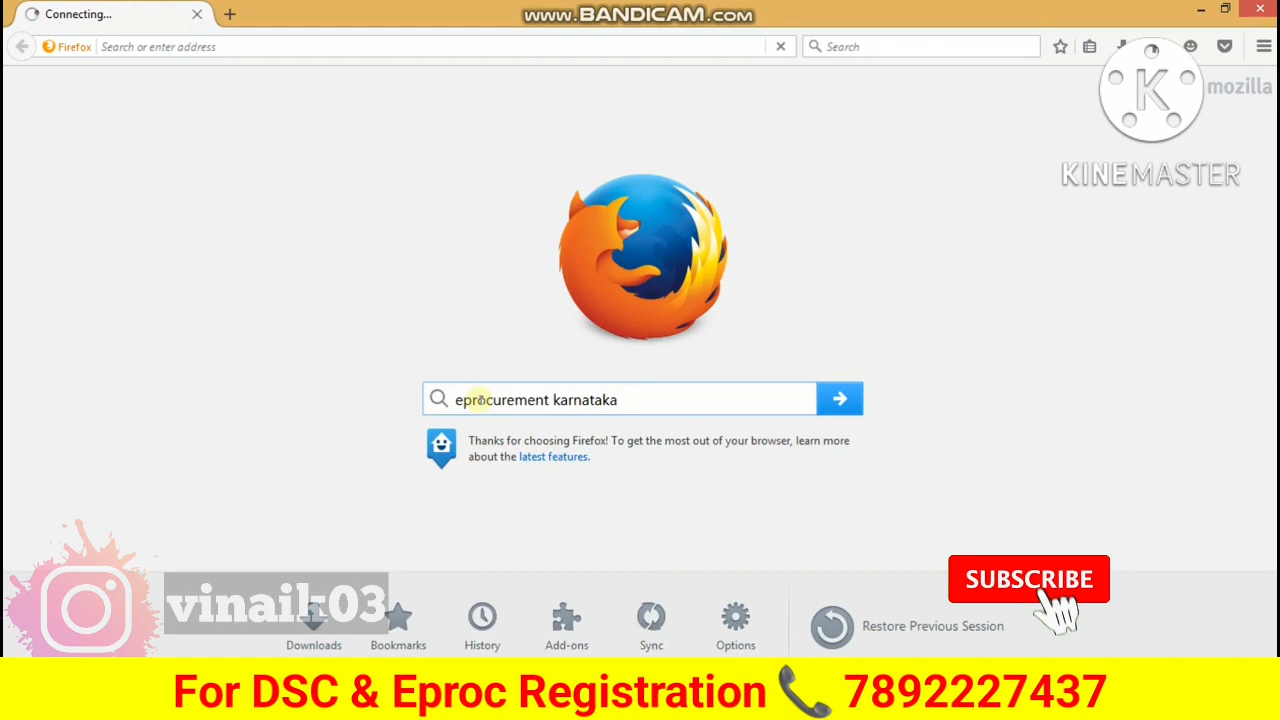 Connecting...
www.BANDICAM.com
Firefox
Search or enter address
Search
mozilla
K
KINEMASTER
eprocurement karnataka
Thanks for choosing Firefox! To get the most out of your browser, learn more
about the latest features.
SUBSCRIBE
vinaik03
Downloads
Bookmarks
History
Add-ons
Sync
Options
Restore Previous Session
For DSC & Eproc Registration 7892227437